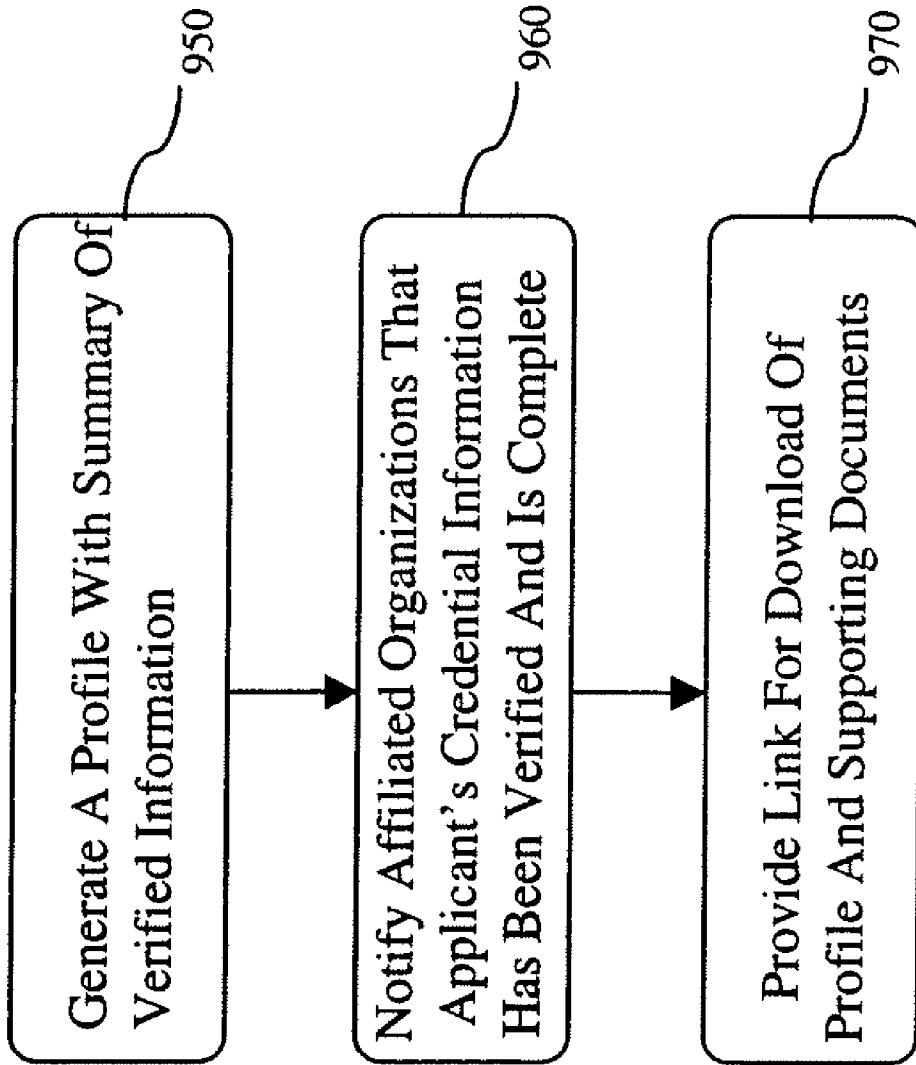 Generate A Profile With Summary Of
Verified Information
950
Notify Affiliated Organizations That
Applicant's Credential Information
Has Been Verified And Is Complete
960
Provide Link For Download Of
Profile And Supporting Documents
970